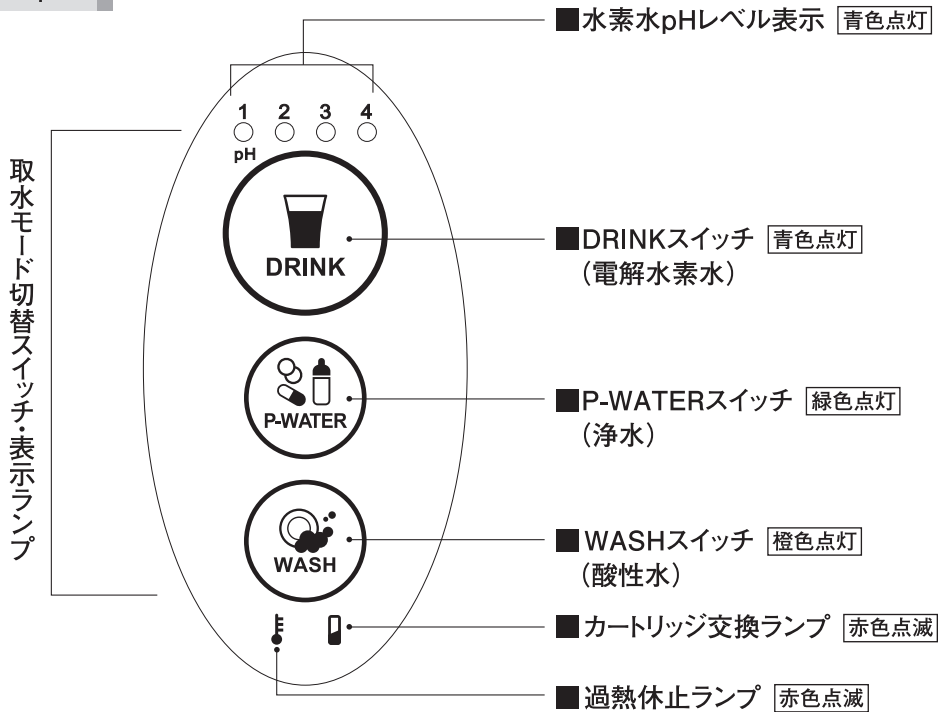 ■水素水pHレベル表示 青色点灯
1 2 3 4
pH
DRINK
■DRINKスイッチ 青色点灯
(電解水素水)
取水モード切替スイッチ・表示ランプ
P-WATER
■P-WATERスイッチ 緑色点灯
(浄水)
WASH
■WASHスイッチ 橙色点灯
(酸性水)
■カートリッジ交換ランプ 赤色点滅
■過熱休止ランプ 赤色点滅